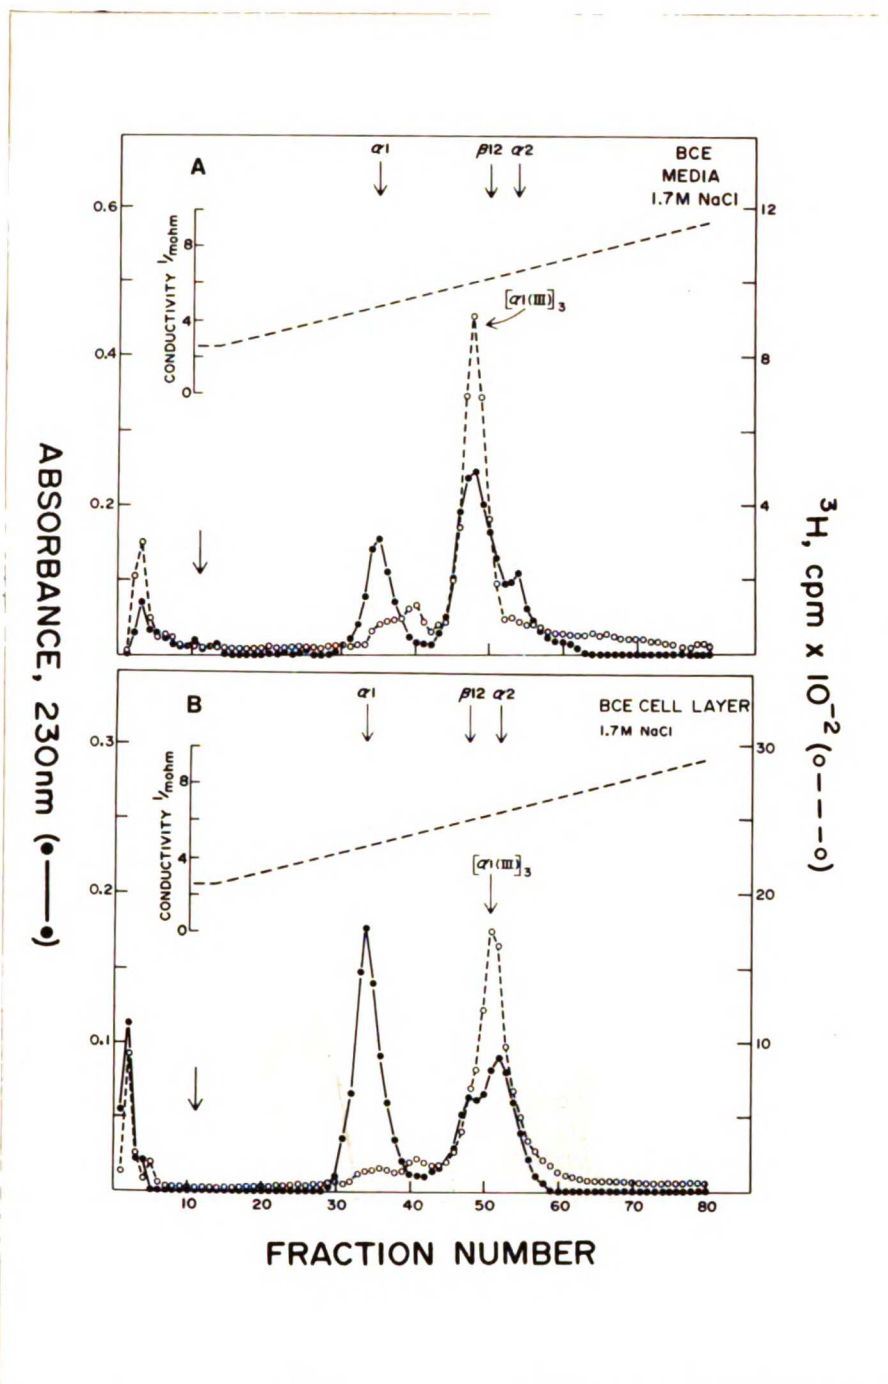 A
α1
β12 α2
BCE
MEDIA
1.7M NaCl
0.6
0.4
0.2
CONDUCTIVITY 1/mohm
8
4
0
[α1(III)]3
12
8
4
B
α1
β12 α2
BCE CELL LAYER
1.7M NaCl
0.3
0.2
0.1
CONDUCTIVITY 1/mohm
8
4
0
[α1(III)]3
30
20
10
10 20 30 40 50 60 70 80
FRACTION NUMBER
ABSORBANCE, 230nm (●——●)
³H, cpm x 10⁻² (○---○)